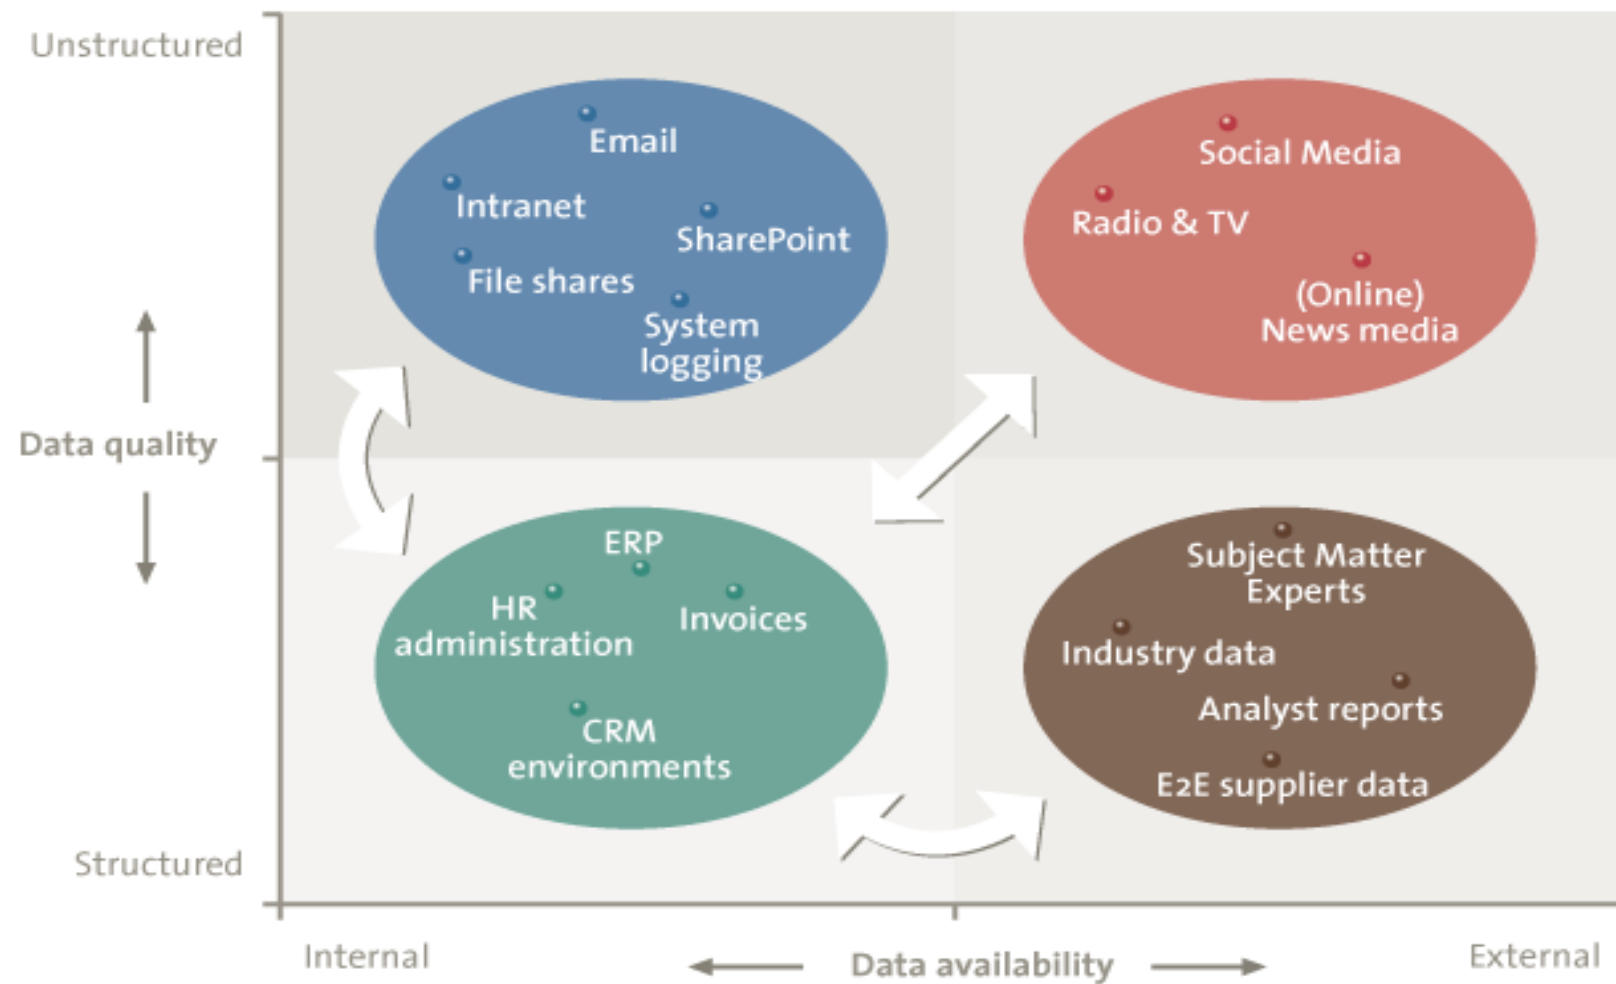 Unstructured
Email
Intranet
SharePoint
File shares
System
logging
Social Media
Radio & TV
(Online)
News media
Data quality
ERP
HR
administration
Invoices
CRM
environments
Subject Matter
Experts
Industry data
Analyst reports
E2E supplier data
Structured
Internal
Data availability
External